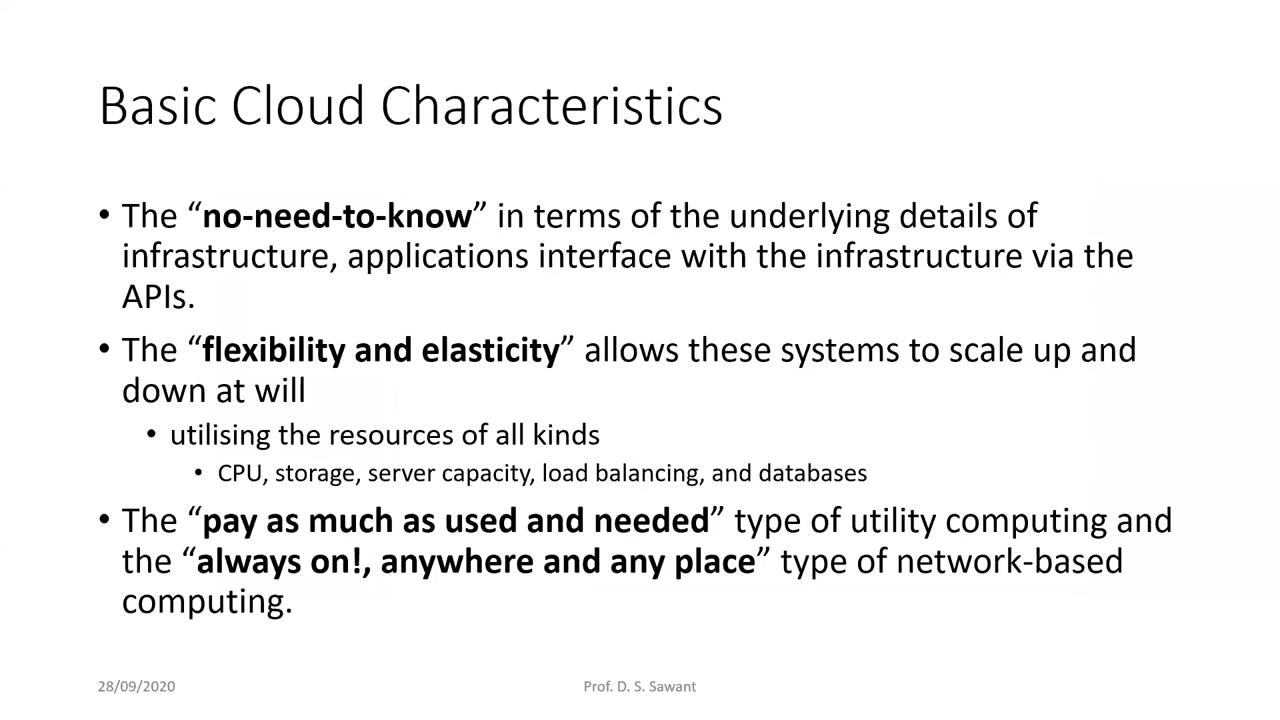 Basic Cloud Characteristics
• The “no-need-to-know” in terms of the underlying details of
infrastructure, applications interface with the infrastructure via the
APIs.
• The “flexibility and elasticity” allows these systems to scale up and
down at will
• utilising the resources of all kinds
• CPU, storage, server capacity, load balancing, and databases
• The “pay as much as used and needed” type of utility computing and
the “always on!, anywhere and any place” type of network-based
computing.
28/09/2020
Prof. D. S. Sawant